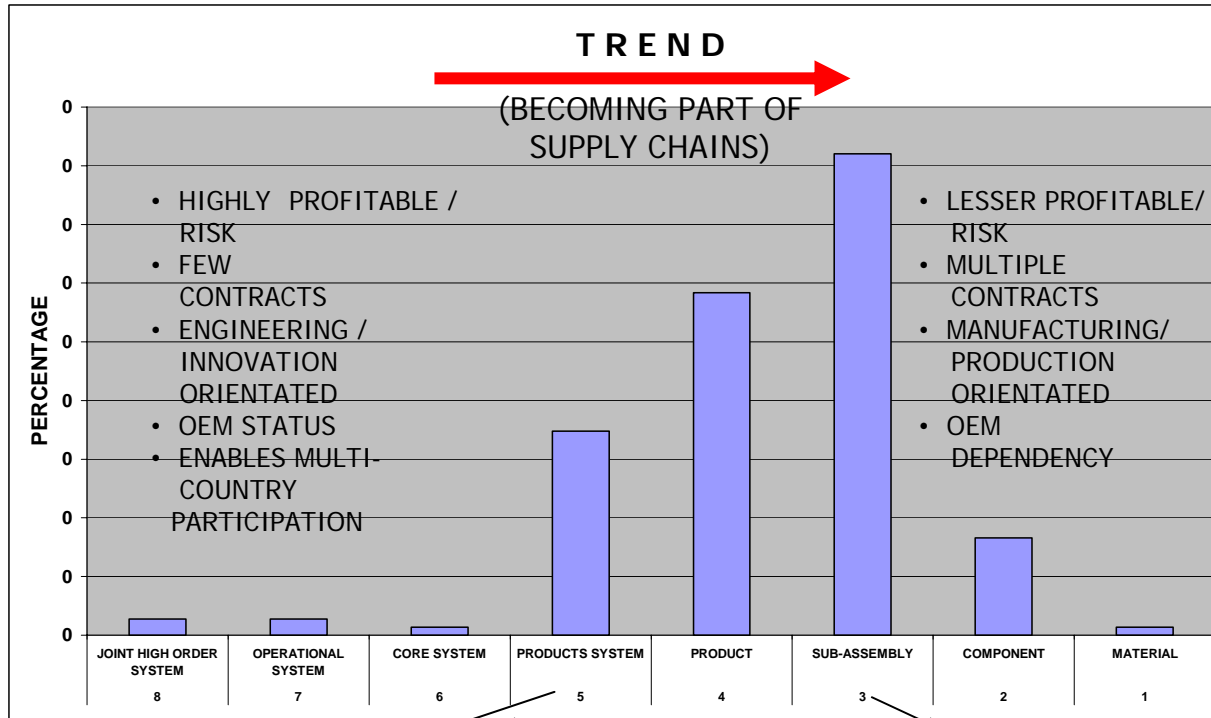 T R E N D
(BECOMING PART OF
SUPPLY CHAINS)
0
0
0
0
0
0
0
0
0
0
PERCENTAGE
• HIGHLY PROFITABLE /
RISK
• FEW
CONTRACTS
• ENGINEERING /
INNOVATION
ORIENTATED
• OEM STATUS
• ENABLES MULTI-
COUNTRY
PARTICIPATION
• LESSER PROFITABLE/
RISK
• MULTIPLE
CONTRACTS
• MANUFACTURING/
PRODUCTION
ORIENTATED
• OEM
DEPENDENCY
JOINT HIGH ORDER
SYSTEM
OPERATIONAL
SYSTEM
CORE SYSTEM
PRODUCTS SYSTEM
PRODUCT
SUB-ASSEMBLY
COMPONENT
MATERIAL
8
7
6
5
4
3
2
1